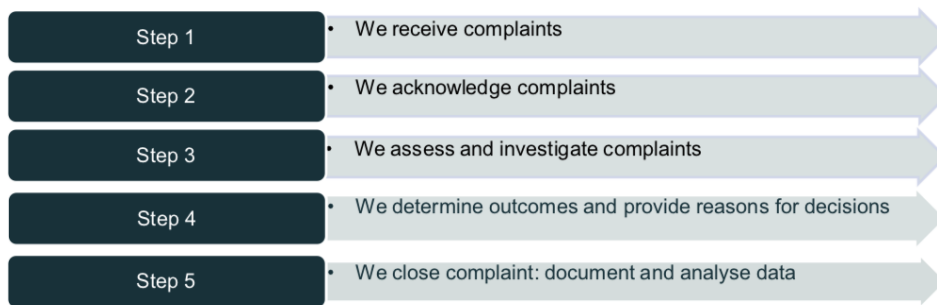 Step 1
• We receive complaints
Step 2
• We acknowledge complaints
Step 3
• We assess and investigate complaints
Step 4
• We determine outcomes and provide reasons for decisions
Step 5
• We close complaint: document and analyse data